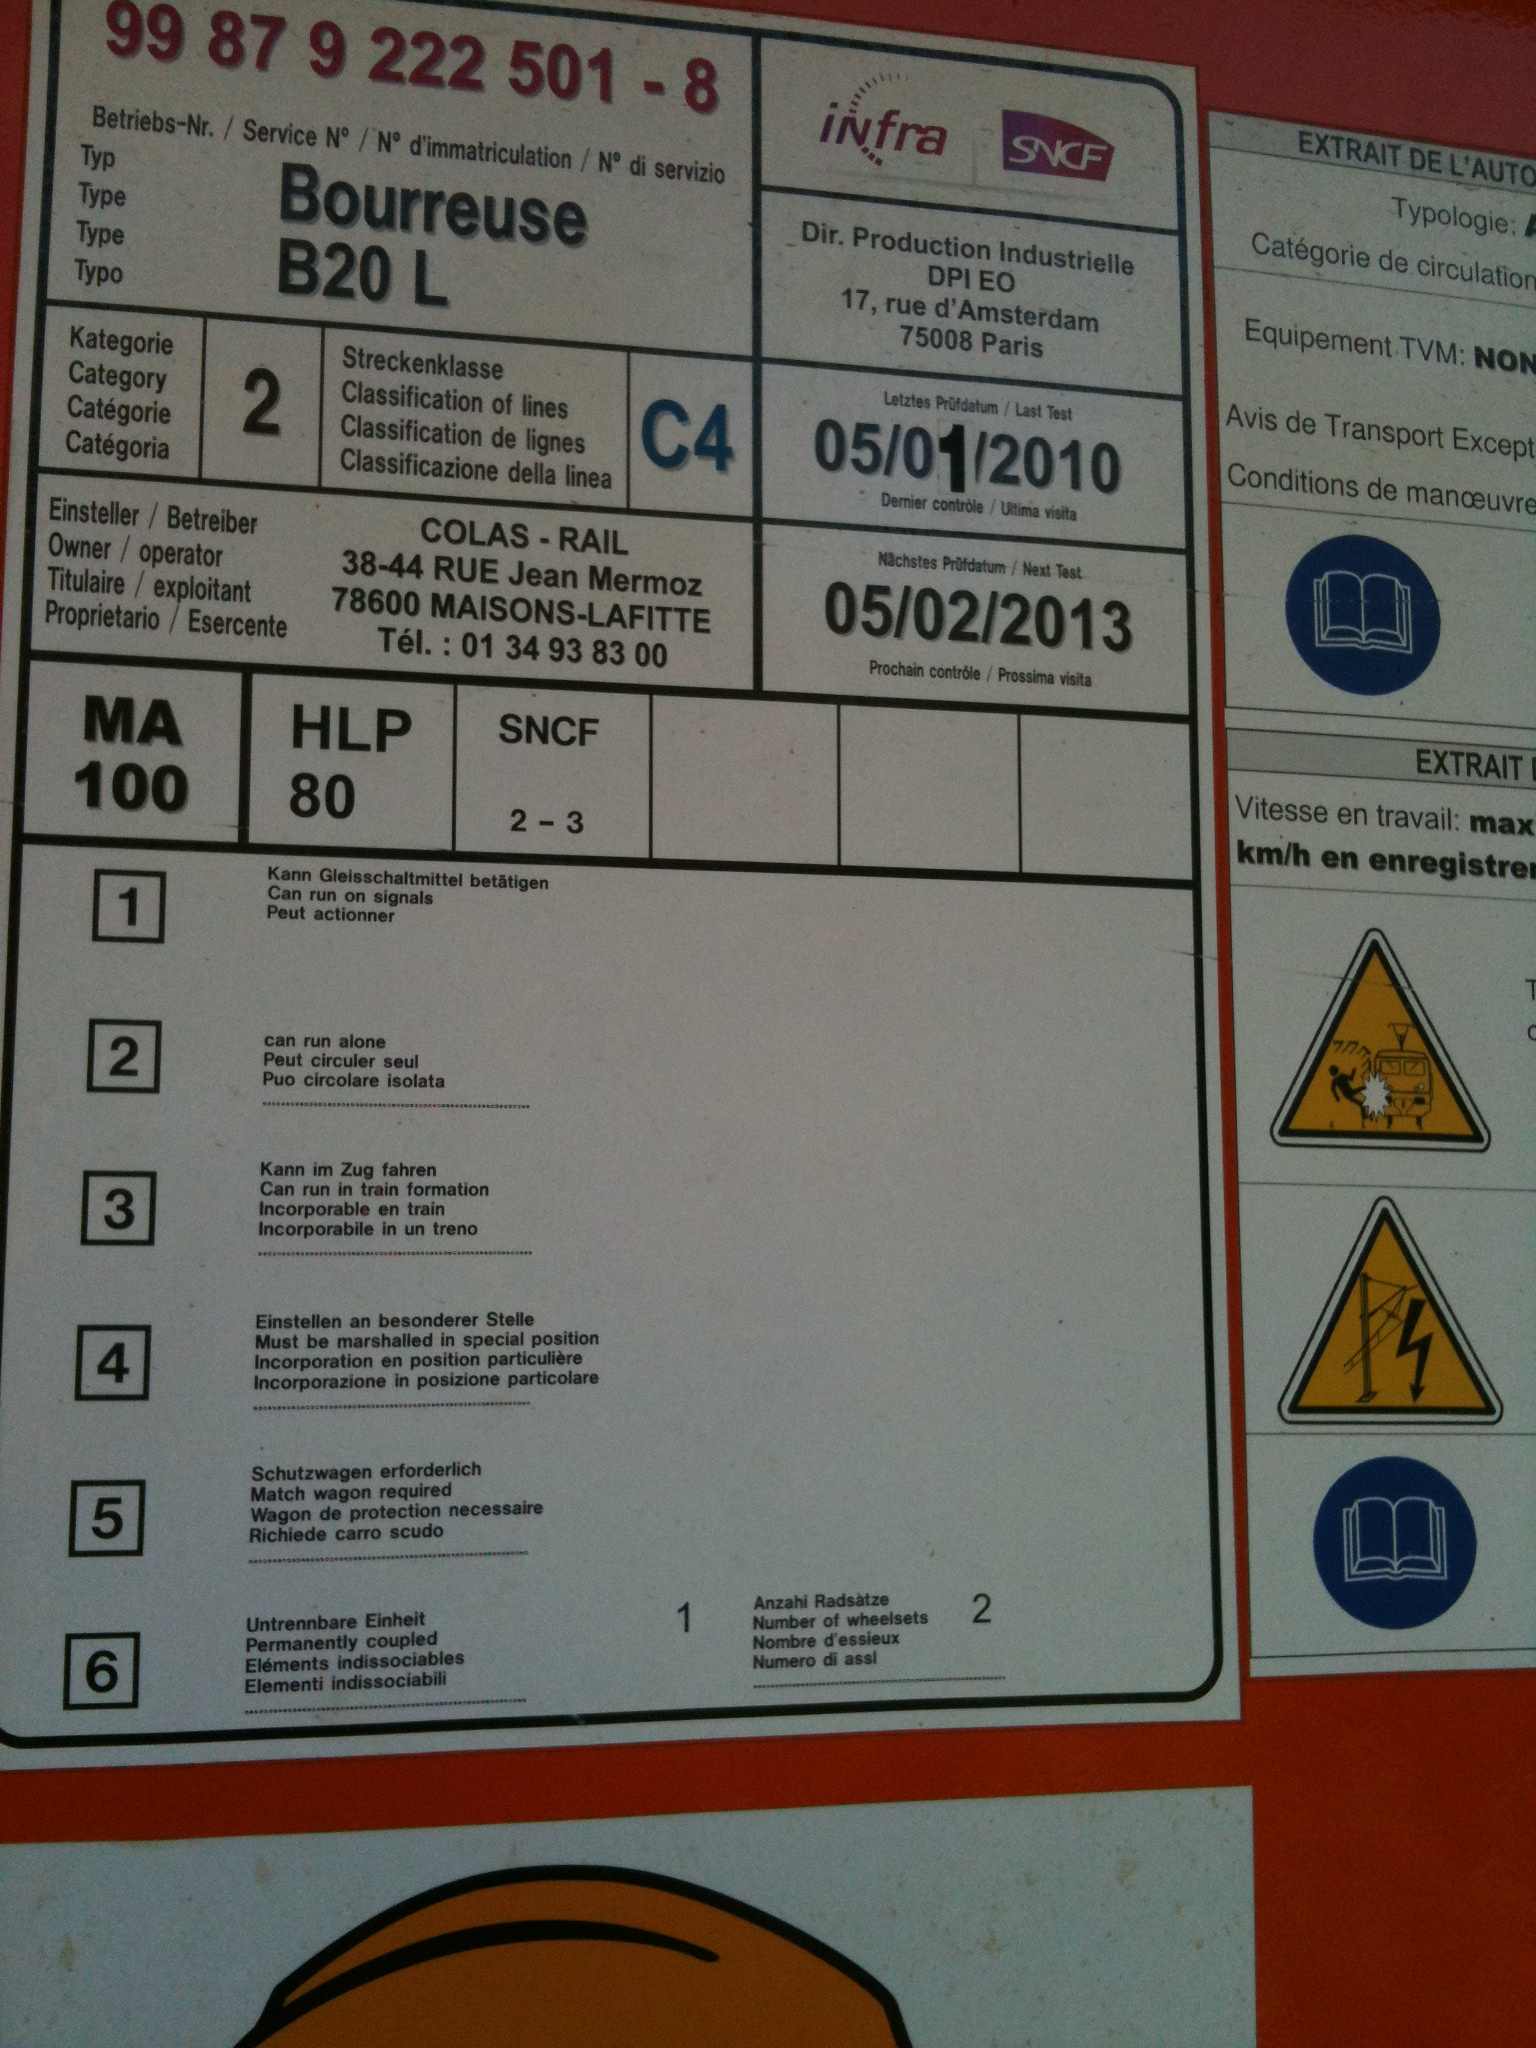 99 87 9 222 501 - 8
Betriebs-Nr. / Service N° / N° d'immatriculation / N° di servizio
Typ
Type
Type
Typo
Bourreuse
B20 L
infra
SNCF
Dir. Production Industrielle
DPI EO
17, rue d'Amsterdam
75008 Paris
Kategorie
Category
Catégorie
Catégoria
2
Streckenklasse
Classification of lines
Classification de lignes
Classificazione della linea
C4
Letztes Prüfdatum / Last Test
05/01/2010
Dernier contrôle / Ultima visita
Einsteller / Betreiber
Owner / operator
Titulaire / exploitant
Proprietario / Esercente
COLAS - RAIL
38-44 RUE Jean Mermoz
78600 MAISONS-LAFITTE
Tél. : 01 34 93 83 00
Nächstes Prüfdatum / Next Test
05/02/2013
Prochain contrôle / Prossima visita
MA
100
HLP
80
SNCF
2 - 3
1
Kann Gleisschaltmittel betätigen
Can run on signals
Peut actionner
2
can run alone
Peut circuler seul
Puo circolare isolata
3
Kann im Zug fahren
Can run in train formation
Incorporable en train
Incorporabile in un treno
4
Einstellen an besonderer Stelle
Must be marshalled in special position
Incorporation en position particulière
Incorporazione in posizione particolare
5
Schutzwagen erforderlich
Match wagon required
Wagon de protection necessaire
Richiede carro scudo
6
Untrennbare Einheit
Permanently coupled
Eléments indissociables
Elementi indissociabili
1
Anzahl Radsàtze
Number of wheelsets
Nombre d'essieux
Numero di assl
2
EXTRAIT DE L'AUTO
Typologie:
Catégorie de circulation
Equipement TVM: NON
Avis de Transport Except
Conditions de manœuvre
EXTRAIT
Vitesse en travail: max
km/h en enregistrer